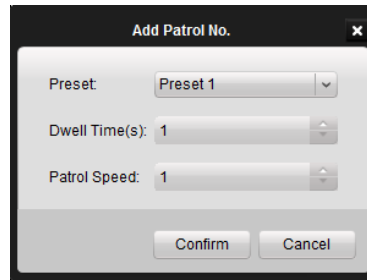 Add Patrol No.
Preset: Preset 1
Dwell Time(s): 1
Patrol Speed: 1
Confirm Cancel